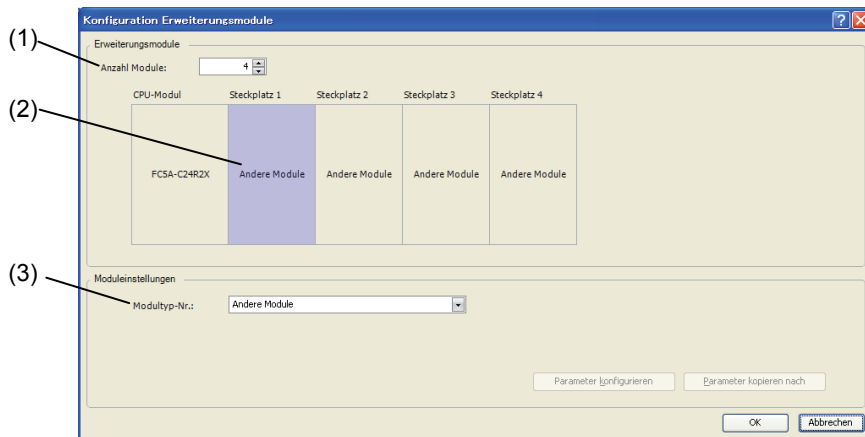 Konfiguration Erweiterungsmodule
Erweiterungsmodule
(1)
Anzahl Module: 4
CPU-Modul Steckplatz 1 Steckplatz 2 Steckplatz 3 Steckplatz 4
(2)
FC5A-C24R2X Andere Module Andere Module Andere Module Andere Module
(3)
Moduleinstellungen
Modultyp-Nr.: Andere Module
Parameter konfigurieren Parameter kopieren nach
OK Abbrechen